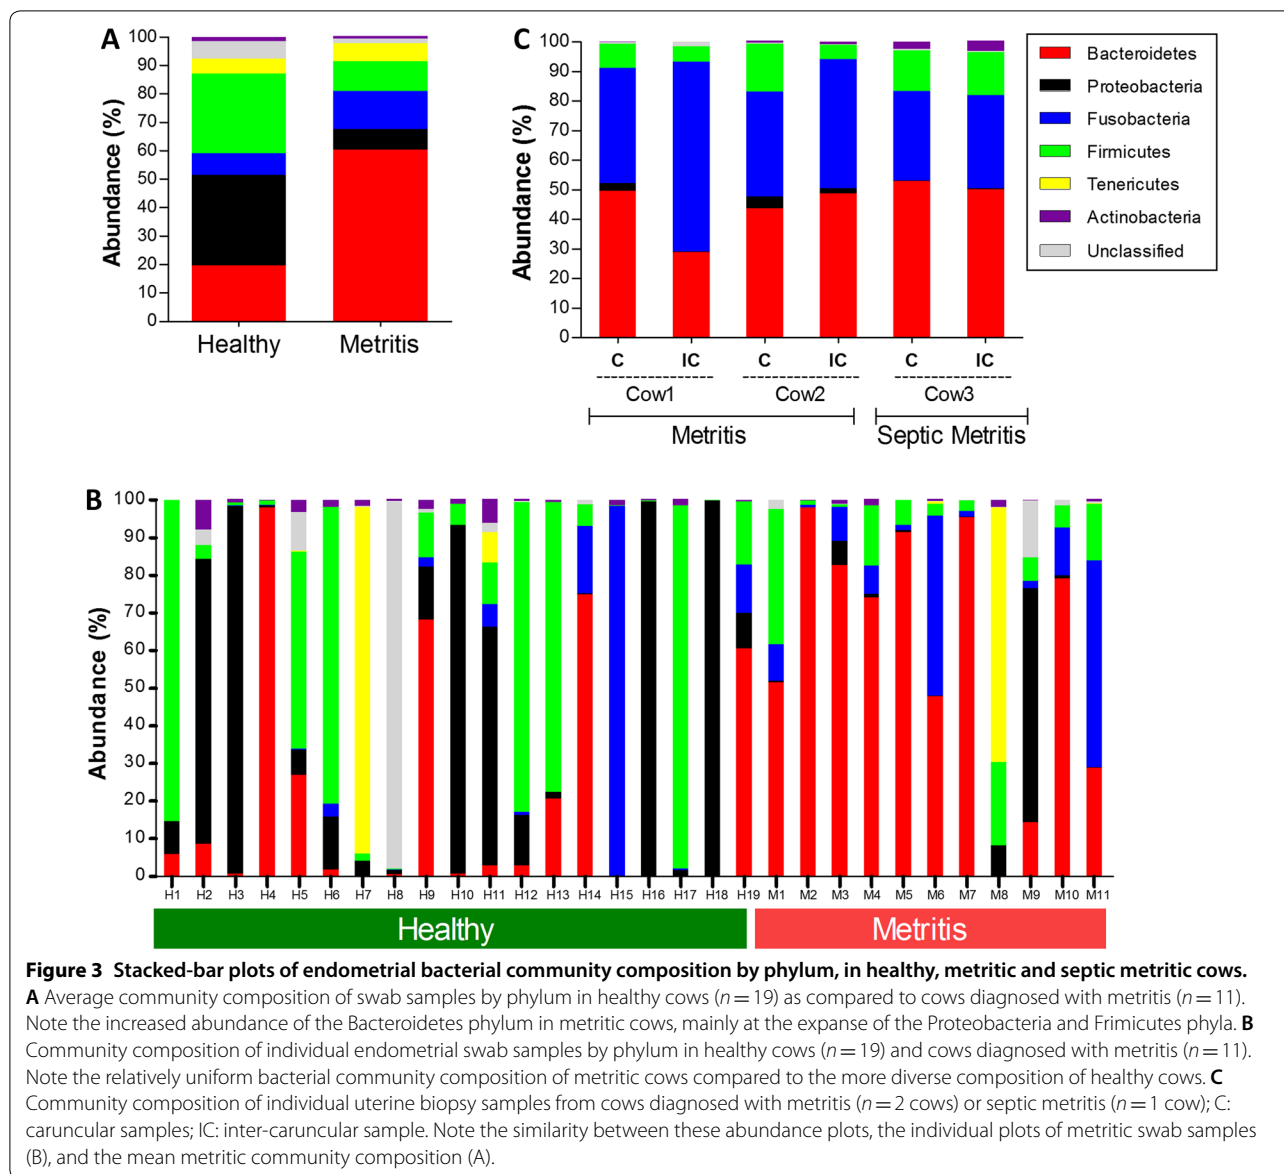 A
100
90
80
70
60
50
40
30
20
10
0
Abundance (%)
Healthy Metritis
C
100
90
80
70
60
50
40
30
20
10
0
Abundance (%)
C IC C IC C IC
Cow1 Cow2 Cow3
Metritis Septic Metritis
Bacteroidetes
Proteobacteria
Fusobacteria
Firmicutes
Tenericutes
Actinobacteria
Unclassified
B
100
90
80
70
60
50
40
30
20
10
0
Abundance (%)
H1 H2 H3 H4 H5 H6 H7 H8 H9 H10 H11 H12 H13 H14 H15 H16 H17 H18 H19 M1 M2 M3 M4 M5 M6 M7 M8 M9 M10 M11
Healthy Metritis
Figure 3 Stacked-bar plots of endometrial bacterial community composition by phylum, in healthy, metritic and septic metritic cows.
A Average community composition of swab samples by phylum in healthy cows (n = 19) as compared to cows diagnosed with metritis (n = 11).
Note the increased abundance of the Bacteroidetes phylum in metritic cows, mainly at the expanse of the Proteobacteria and Frimicutes phyla. B
Community composition of individual endometrial swab samples by phylum in healthy cows (n = 19) and cows diagnosed with metritis (n = 11).
Note the relatively uniform bacterial community composition of metritic cows compared to the more diverse composition of healthy cows. C
Community composition of individual uterine biopsy samples from cows diagnosed with metritis (n = 2 cows) or septic metritis (n = 1 cow); C:
caruncular samples; IC: inter-caruncular sample. Note the similarity between these abundance plots, the individual plots of metritic swab samples
(B), and the mean metritic community composition (A).